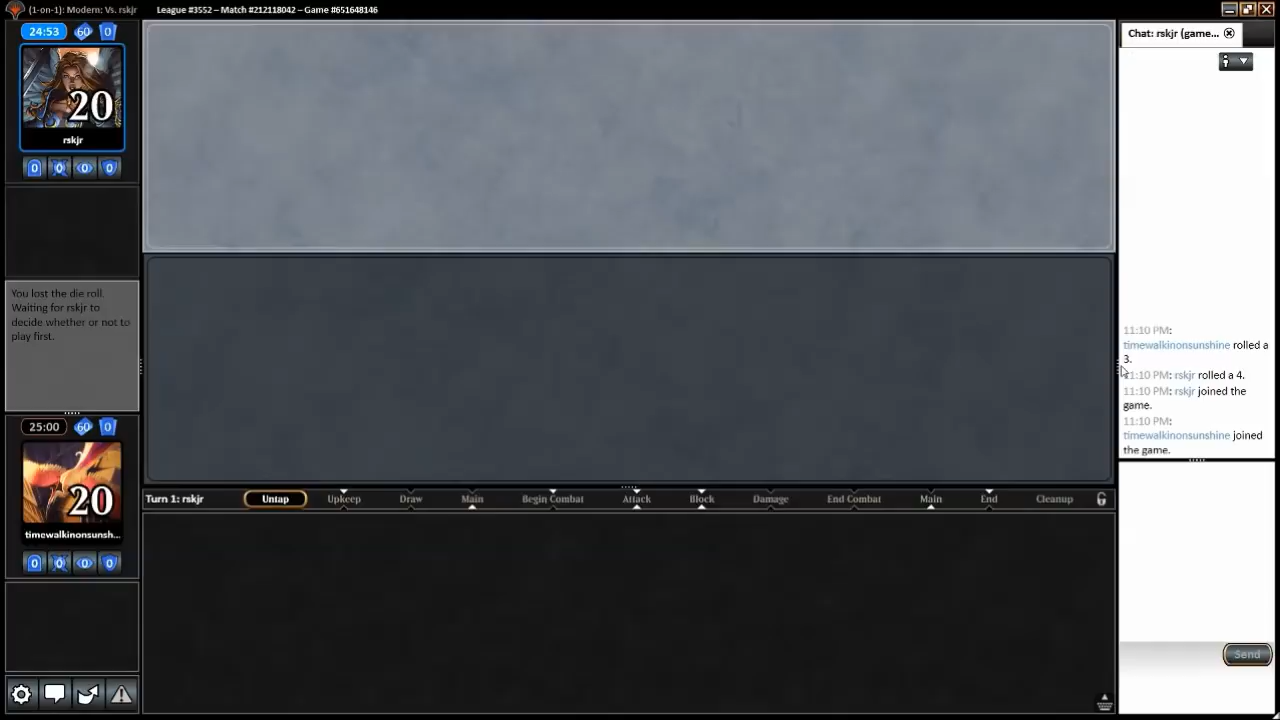 (1-on-1): Modern: Vs. rskjr
League #3552 – Match #212118042 – Game #651648146
24:53
60
0
20
rskjr
0
0
0
0
You lost the die roll.
Waiting for rskjr to
decide whether or not to
play first.
25:00
60
0
20
timewalkinonsunsh...
0
0
0
0
Turn 1: rskjr
Untap
Upkeep
Draw
Main
Begin Combat
Attack
Block
Damage
End Combat
Main
End
Cleanup
Chat: rskjr (game...
11:10 PM:
timewalkinonsunshine rolled a
3.
11:10 PM: rskjr rolled a 4.
11:10 PM: rskjr joined the
game.
11:10 PM:
timewalkinonsunshine joined
the game.
Send